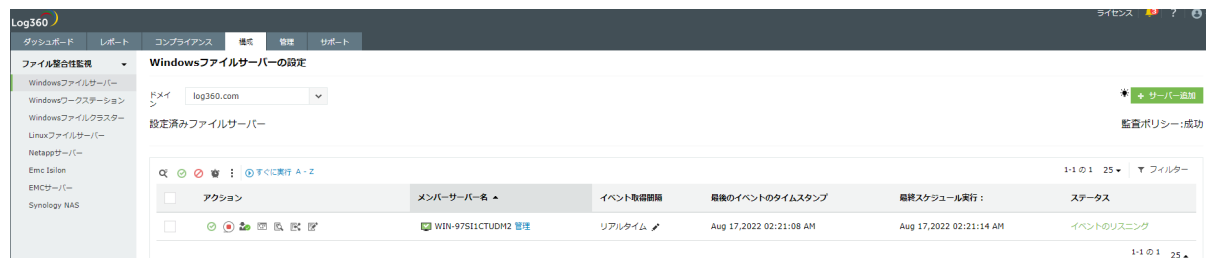 ライセンス 3 ?
Log360
ダッシュボード レポート コンプライアンス 構成 管理 サポート
ファイル整合性監視
Windowsファイルサーバーの設定
Windowsファイルサーバー
Windowsワークステーション
Windowsファイルクラスター
Linuxファイルサーバー
Netappサーバー
Emc Isilon
EMCサーバー
Synology NAS
ドメイン
log360.com
+ サーバー追加
設定済みファイルサーバー
監査ポリシー:成功
すぐに実行 A - Z
1-1 の 1 25 フィルター
アクション メンバーサーバー名 イベント取得間隔 最後のイベントのタイムスタンプ 最終スケジュール実行: ステータス
WIN-97SI1CTUDM2 管理 リアルタイム Aug 17,2022 02:21:08 AM Aug 17,2022 02:21:14 AM イベントのリスニング
1-1 の 1 25